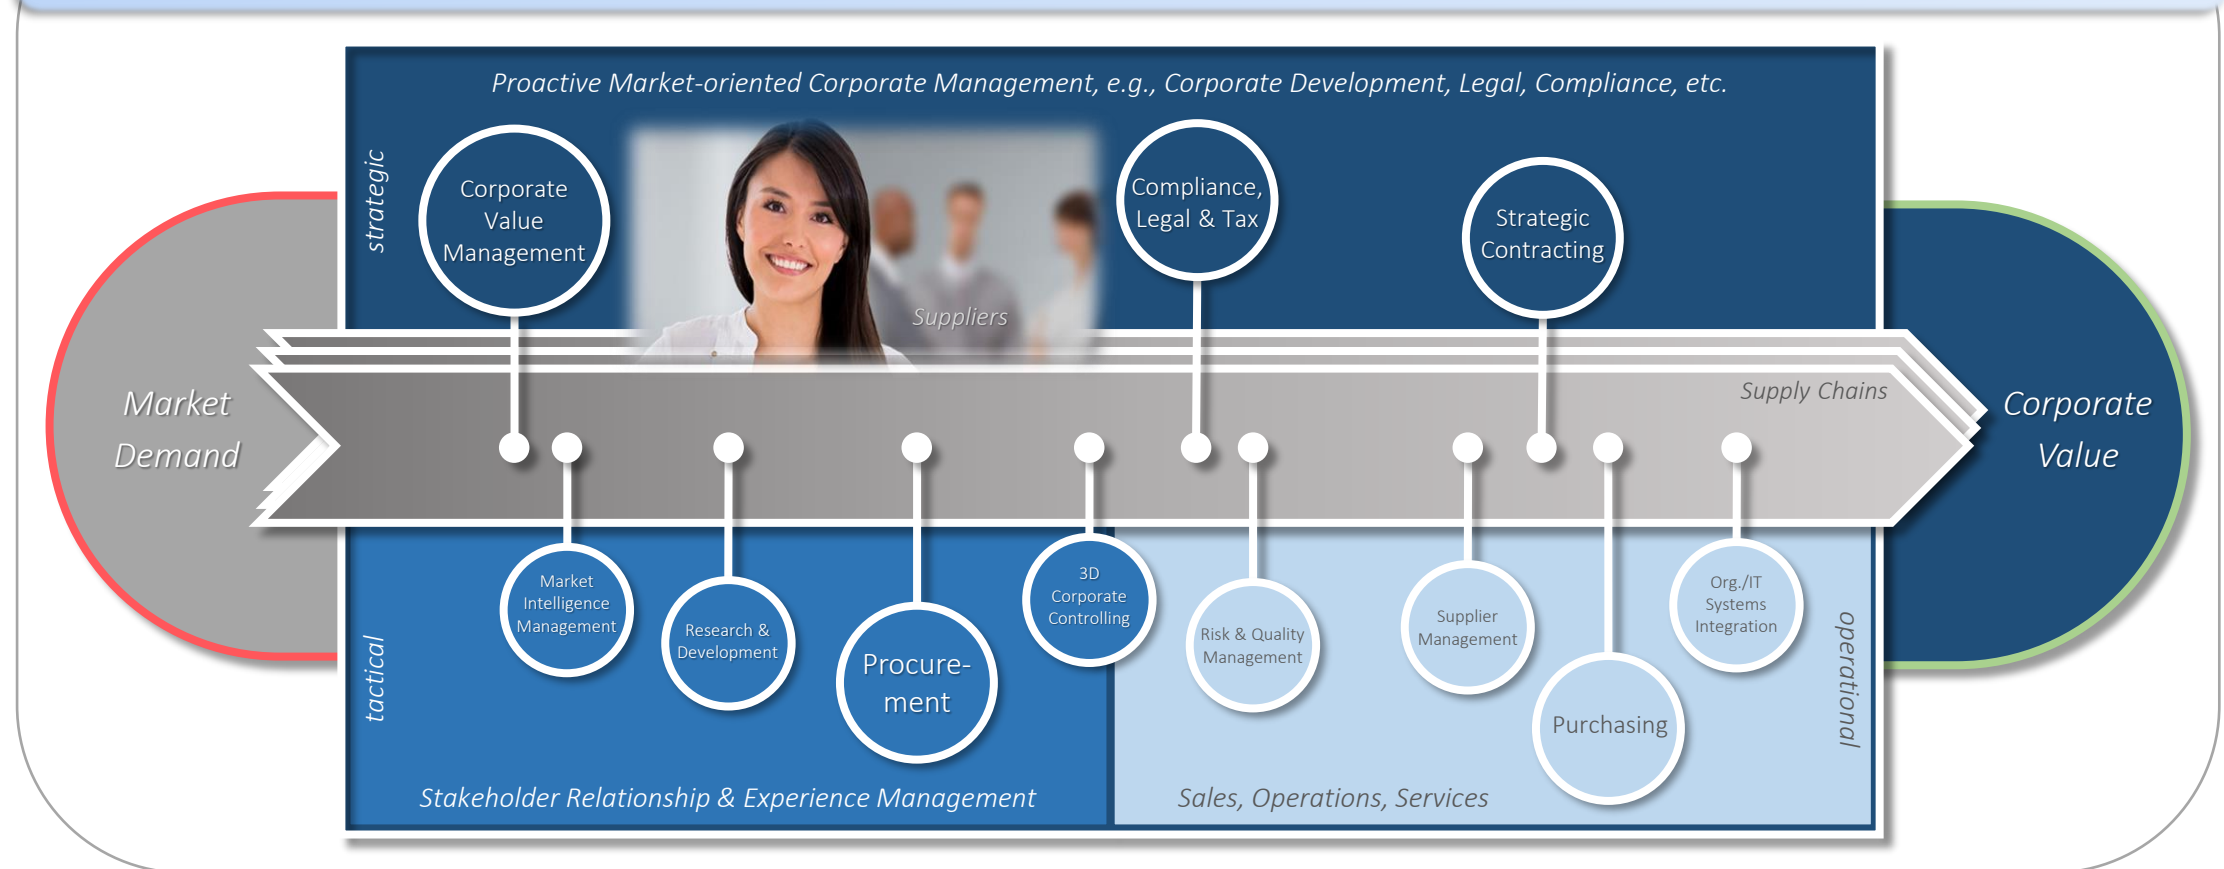 Proactive Market-oriented Corporate Management, e.g., Corporate Development, Legal, Compliance, etc.
strategic
Corporate
Value
Management
Suppliers
Compliance,
Legal & Tax
Strategic
Contracting
Market
Demand
Supply Chains
Corporate
Value
tactical
Market
Intelligence
Management
Research &
Development
Procure-
ment
3D
Corporate
Controlling
Risk & Quality
Management
Supplier
Management
Purchasing
Org./IT
Systems
Integration
operational
Stakeholder Relationship & Experience Management
Sales, Operations, Services